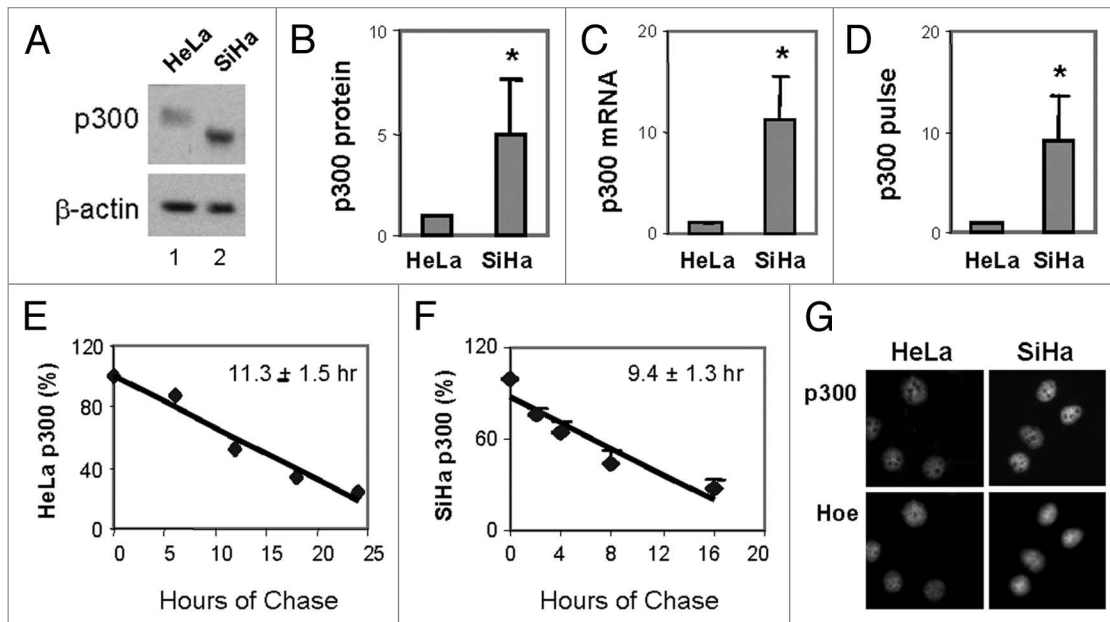 A
HeLa
SiHa
p300
β-actin
1 2
B
p300 protein
10
5
0
HeLa SiHa
*
C
p300 mRNA
20
10
0
HeLa SiHa
*
D
p300 pulse
20
10
0
HeLa SiHa
*
E
HeLa p300 (%)
120
80
40
0
11.3 ± 1.5 hr
0 5 10 15 20 25
Hours of Chase
F
SiHa p300 (%)
120
60
0
9.4 ± 1.3 hr
0 4 8 12 16 20
Hours of Chase
G
HeLa SiHa
p300
Hoe